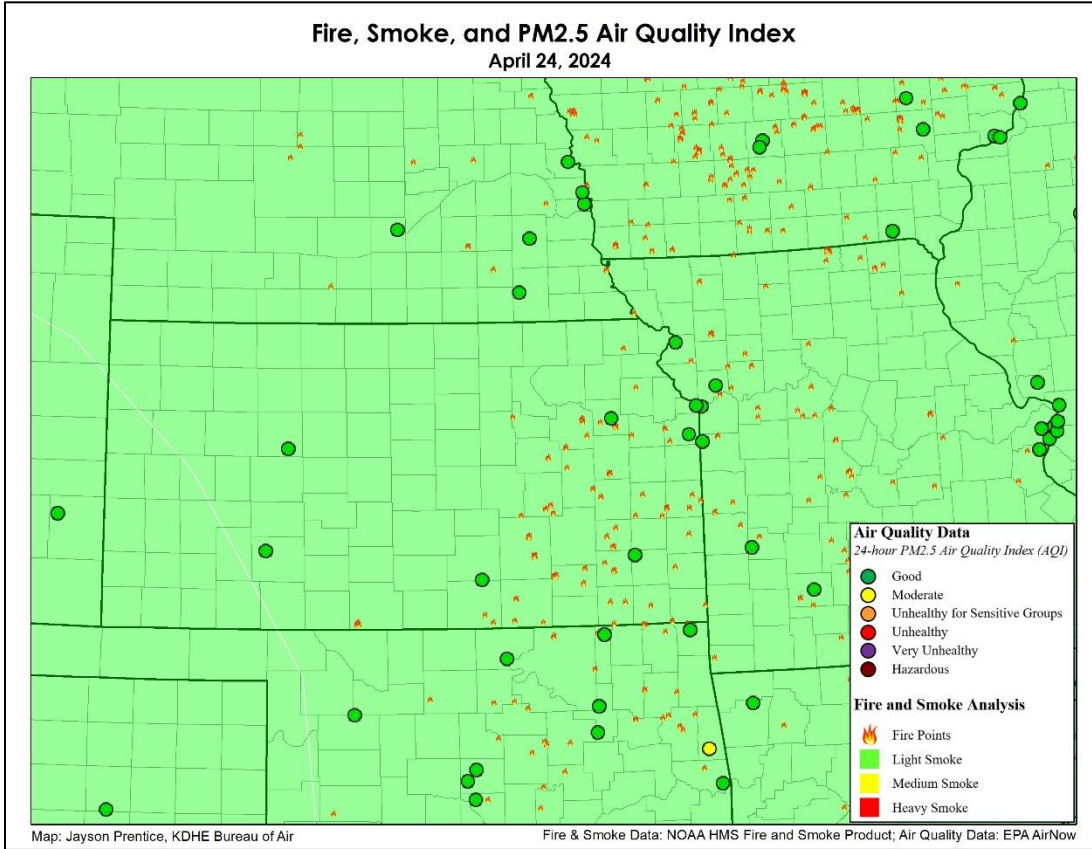 Fire, Smoke, and PM2.5 Air Quality Index
April 24, 2024
Air Quality Data
24-hour PM2.5 Air Quality Index (AQI)
Good
Moderate
Unhealthy for Sensitive Groups
Unhealthy
Very Unhealthy
Hazardous
Fire and Smoke Analysis
Fire Points
Light Smoke
Medium Smoke
Heavy Smoke
Map: Jayson Prentice, KDHE Bureau of Air
Fire & Smoke Data: NOAA HMS Fire and Smoke Product; Air Quality Data: EPA AirNow